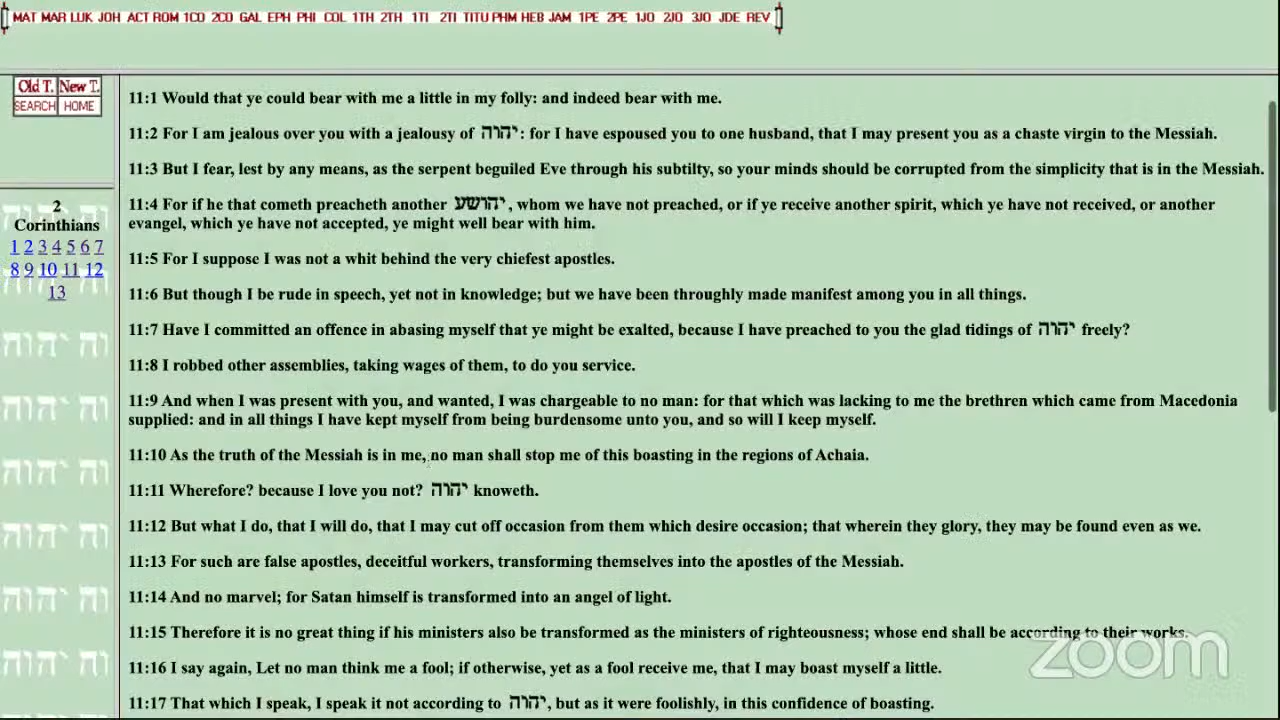 MAT MAR LUK JOH ACT ROM 1CO 2CO GAL EPH PHI COL 1TH 2TH 1TI 2TI TITU PHM HEB JAM 1PE 2PE 1JO 2JO 3JO JDE REV
Old T. New T.
SEARCH HOME
2
Corinthians
1 2 3 4 5 6 7
8 9 10 11 12
13
11:1 Would that ye could bear with me a little in my folly: and indeed bear with me.
11:2 For I am jealous over you with a jealousy of יהוה: for I have espoused you to one husband, that I may present you as a chaste virgin to the Messiah.
11:3 But I fear, lest by any means, as the serpent beguiled Eve through his subtilty, so your minds should be corrupted from the simplicity that is in the Messiah.
11:4 For if he that cometh preacheth another יהושע, whom we have not preached, or if ye receive another spirit, which ye have not received, or another
evangel, which ye have not accepted, ye might well bear with him.
11:5 For I suppose I was not a whit behind the very chiefest apostles.
11:6 But though I be rude in speech, yet not in knowledge; but we have been throughly made manifest among you in all things.
11:7 Have I committed an offence in abasing myself that ye might be exalted, because I have preached to you the glad tidings of יהוה freely?
11:8 I robbed other assemblies, taking wages of them, to do you service.
11:9 And when I was present with you, and wanted, I was chargeable to no man: for that which was lacking to me the brethren which came from Macedonia
supplied: and in all things I have kept myself from being burdensome unto you, and so will I keep myself.
11:10 As the truth of the Messiah is in me, no man shall stop me of this boasting in the regions of Achaia.
11:11 Wherefore? because I love you not? יהוה knoweth.
11:12 But what I do, that I will do, that I may cut off occasion from them which desire occasion; that wherein they glory, they may be found even as we.
11:13 For such are false apostles, deceitful workers, transforming themselves into the apostles of the Messiah.
11:14 And no marvel; for Satan himself is transformed into an angel of light.
11:15 Therefore it is no great thing if his ministers also be transformed as the ministers of righteousness; whose end shall be according to their works.
11:16 I say again, Let no man think me a fool; if otherwise, yet as a fool receive me, that I may boast myself a little.
11:17 That which I speak, I speak it not according to יהוה, but as it were foolishly, in this confidence of boasting.
zoom